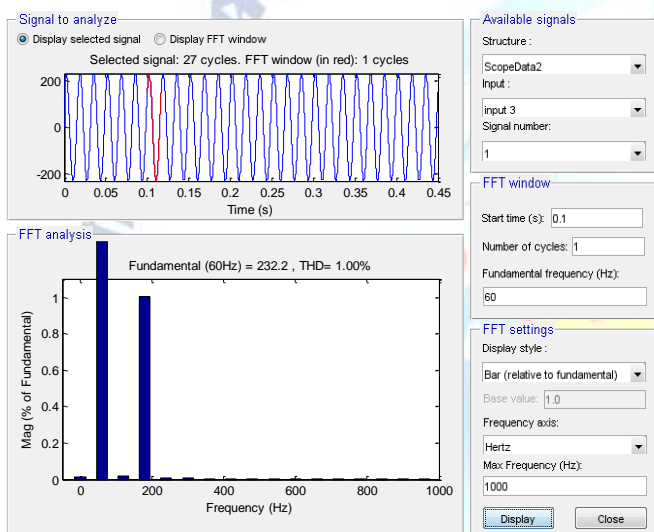 Signal to analyze
Display selected signal Display FFT window
Selected signal: 27 cycles. FFT window (in red): 1 cycles
200
0
-200
0 0.05 0.1 0.15 0.2 0.25 0.3 0.35 0.4 0.45
Time (s)
FFT analysis
Fundamental (60Hz) = 232.2 , THD= 1.00%
1
0.8
0.6
0.4
0.2
0
Mag (% of Fundamental)
0 200 400 600 800 1000
Frequency (Hz)
Available signals
Structure :
ScopeData2
Input :
input 3
Signal number:
1
FFT window
Start time (s): 0.1
Number of cycles: 1
Fundamental frequency (Hz):
60
FFT settings
Display style :
Bar (relative to fundamental)
Base value: 1.0
Frequency axis:
Hertz
Max Frequency (Hz):
1000
Display Close